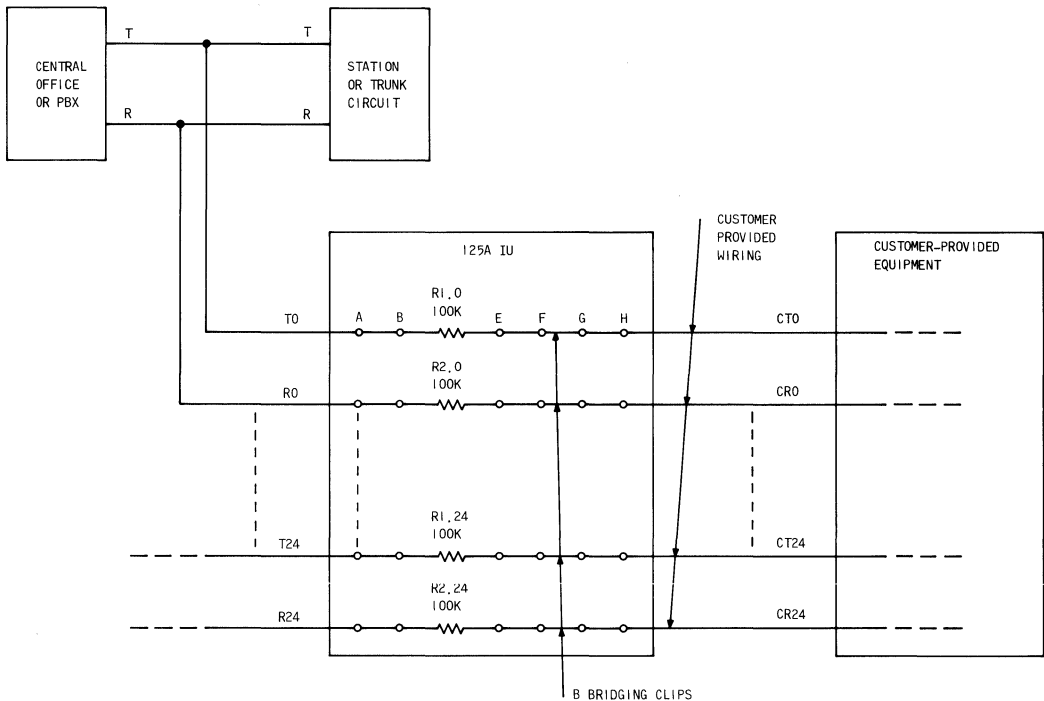 T
T
CENTRAL
OFFICE
OR PBX
STATION
OR TRUNK
CIRCUIT
R
R
CUSTOMER
PROVIDED
WIRING
125A IU
CUSTOMER-PROVIDED
EQUIPMENT
R1.0
100K
T0
A
B
E
F
G
H
CT0
R2.0
100K
R0
CR0
R1.24
100K
T24
CT24
R2.24
100K
R24
CR24
B BRIDGING CLIPS